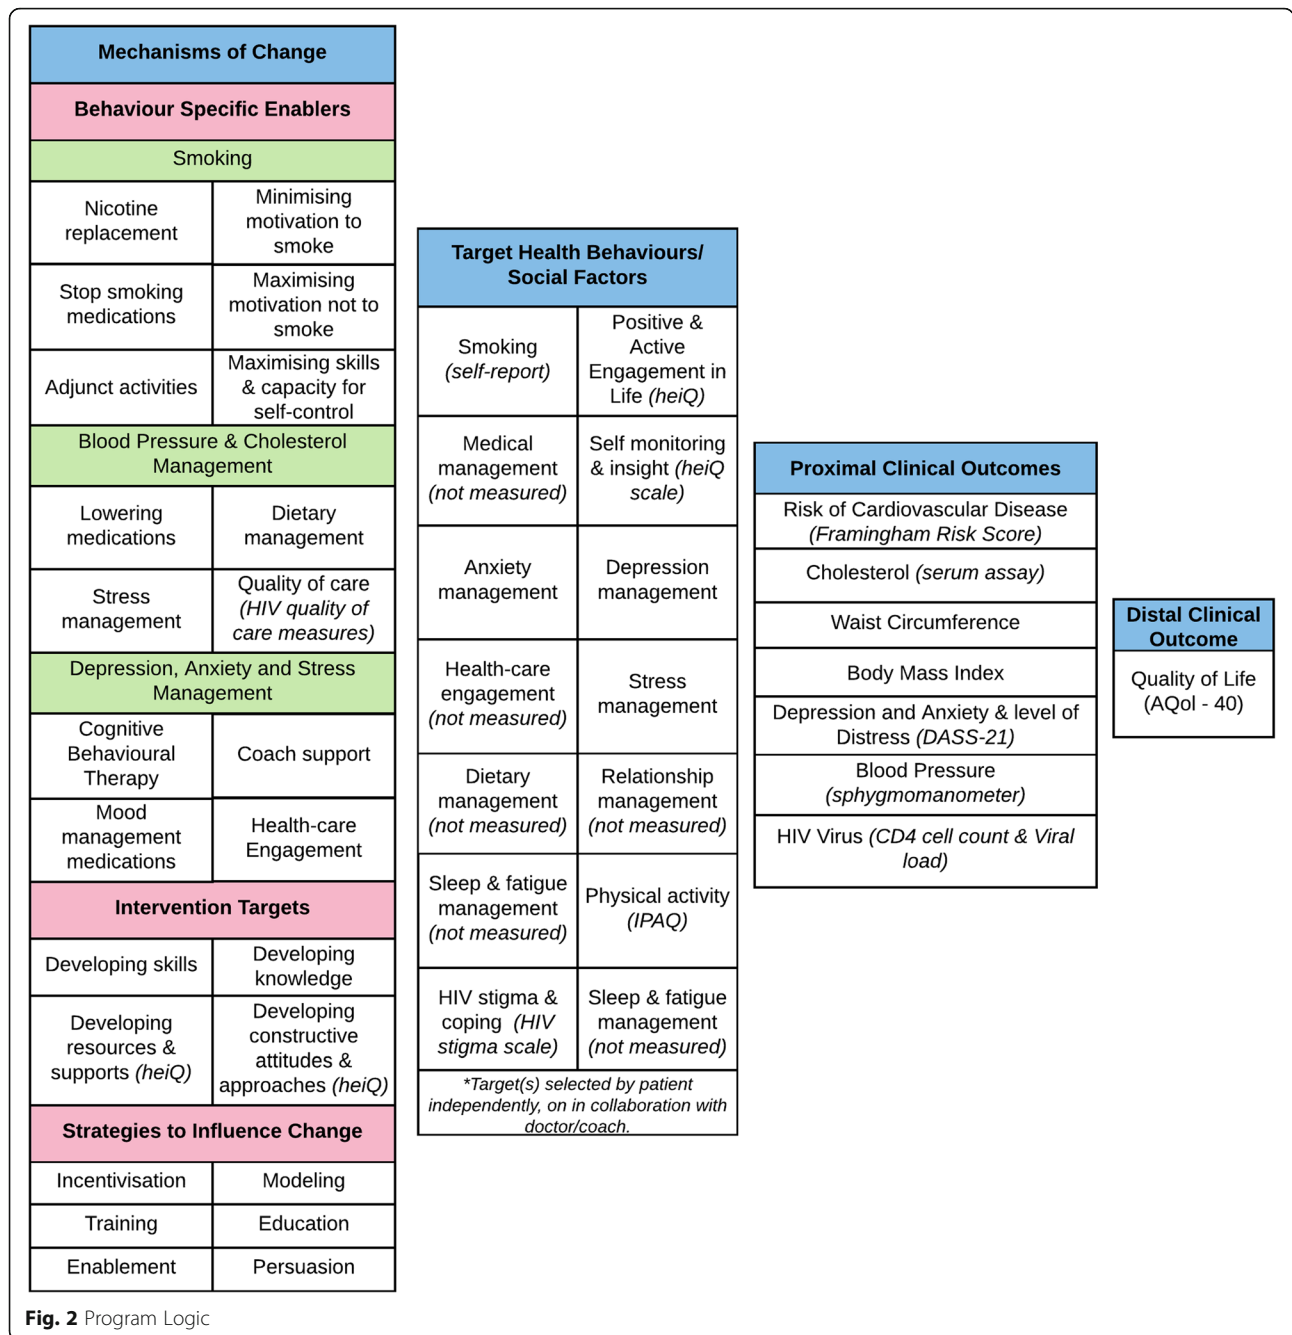 Mechanisms of Change
Behaviour Specific Enablers
Smoking
Nicotine
replacement
Minimising
motivation to
smoke
Stop smoking
medications
Maximising
motivation not to
smoke
Adjunct activities
Maximising skills
& capacity for
self-control
Blood Pressure & Cholesterol
Management
Lowering
medications
Dietary
management
Stress
management
Quality of care
(HIV quality of
care measures)
Depression, Anxiety and Stress
Management
Cognitive
Behavioural
Therapy
Coach support
Mood
management
medications
Health-care
Engagement
Intervention Targets
Developing skills
Developing
knowledge
Developing
resources &
supports (heiQ)
Developing
constructive
attitudes &
approaches (heiQ)
Strategies to Influence Change
Incentivisation
Modeling
Training
Education
Enablement
Persuasion
Target Health Behaviours/
Social Factors
Smoking
(self-report)
Positive &
Active
Engagement in
Life (heiQ)
Medical
management
(not measured)
Self monitoring
& insight (heiQ
scale)
Anxiety
management
Depression
management
Health-care
engagement
(not measured)
Stress
management
Dietary
management
(not measured)
Relationship
management
(not measured)
Sleep & fatigue
management
(not measured)
Physical activity
(IPAQ)
HIV stigma &
coping (HIV
stigma scale)
Sleep & fatigue
management
(not measured)
*Target(s) selected by patient
independently, on in collaboration with
doctor/coach.
Proximal Clinical Outcomes
Risk of Cardiovascular Disease
(Framingham Risk Score)
Cholesterol (serum assay)
Waist Circumference
Body Mass Index
Depression and Anxiety & level of
Distress (DASS-21)
Blood Pressure
(sphygmomanometer)
HIV Virus (CD4 cell count & Viral
load)
Distal Clinical
Outcome
Quality of Life
(AQol - 40)
Fig. 2 Program Logic